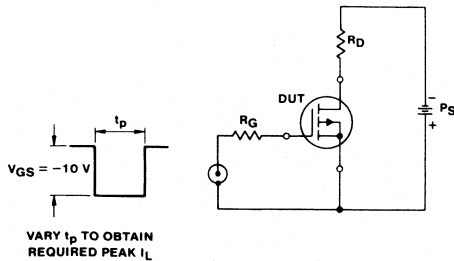 t_p
V_GS = −10 V
VARY t_p TO OBTAIN
REQUIRED PEAK I_L
R_D
DUT
R_G
−
P_S
+